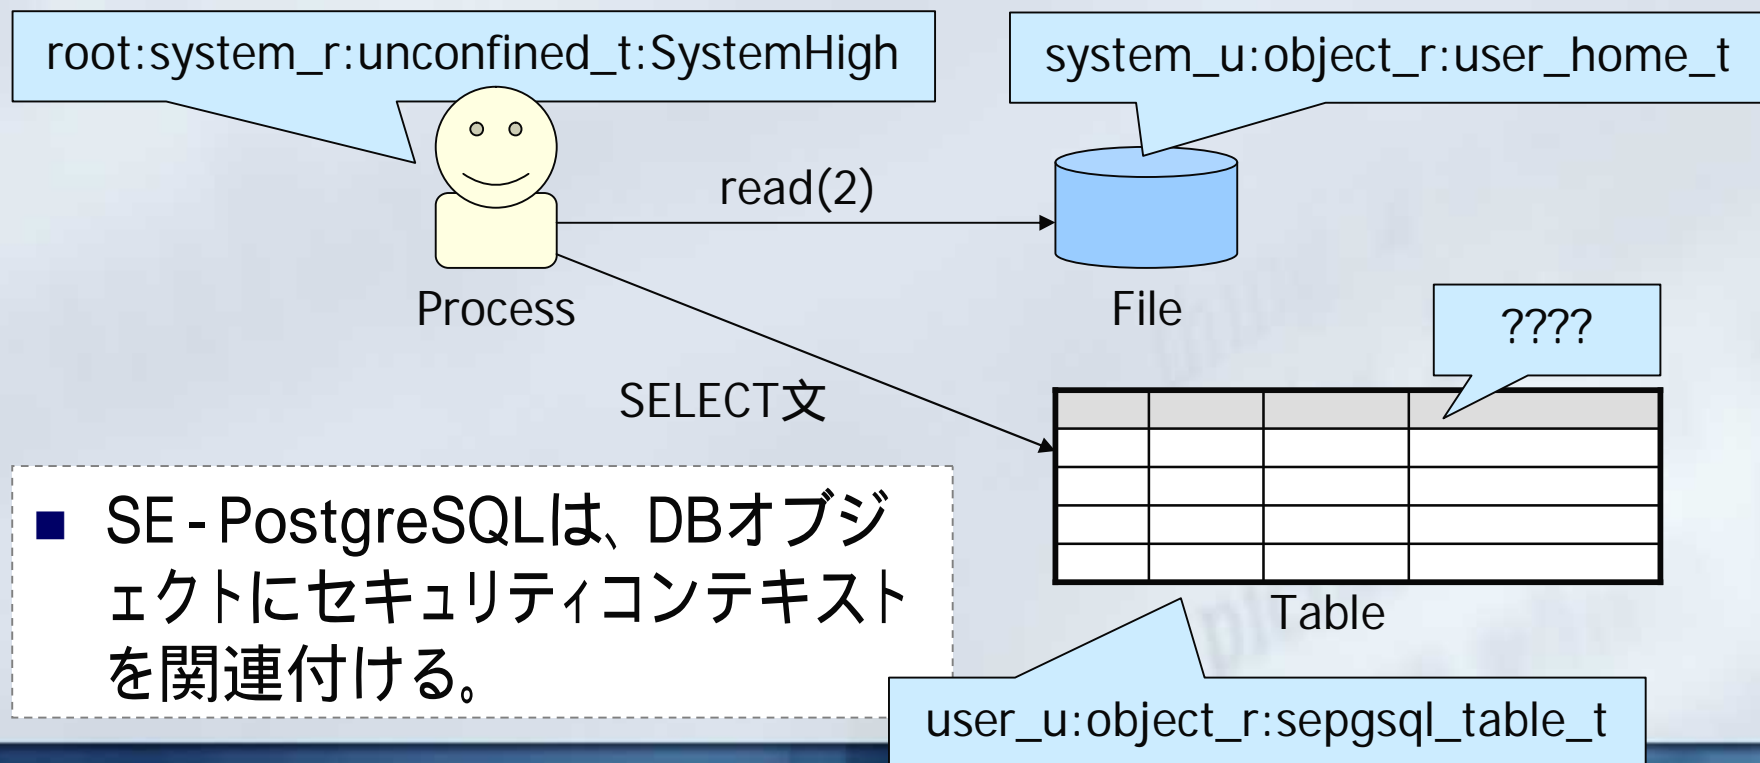 root:system_r:unconfined_t:SystemHigh
system_u:object_r:user_home_t
read(2)
Process
File
????
SELECT文
■ SE-PostgreSQLは、DBオブジ
ェクトにセキュリティコンテキスト
を関連付ける。
Table
user_u:object_r:sepgsql_table_t